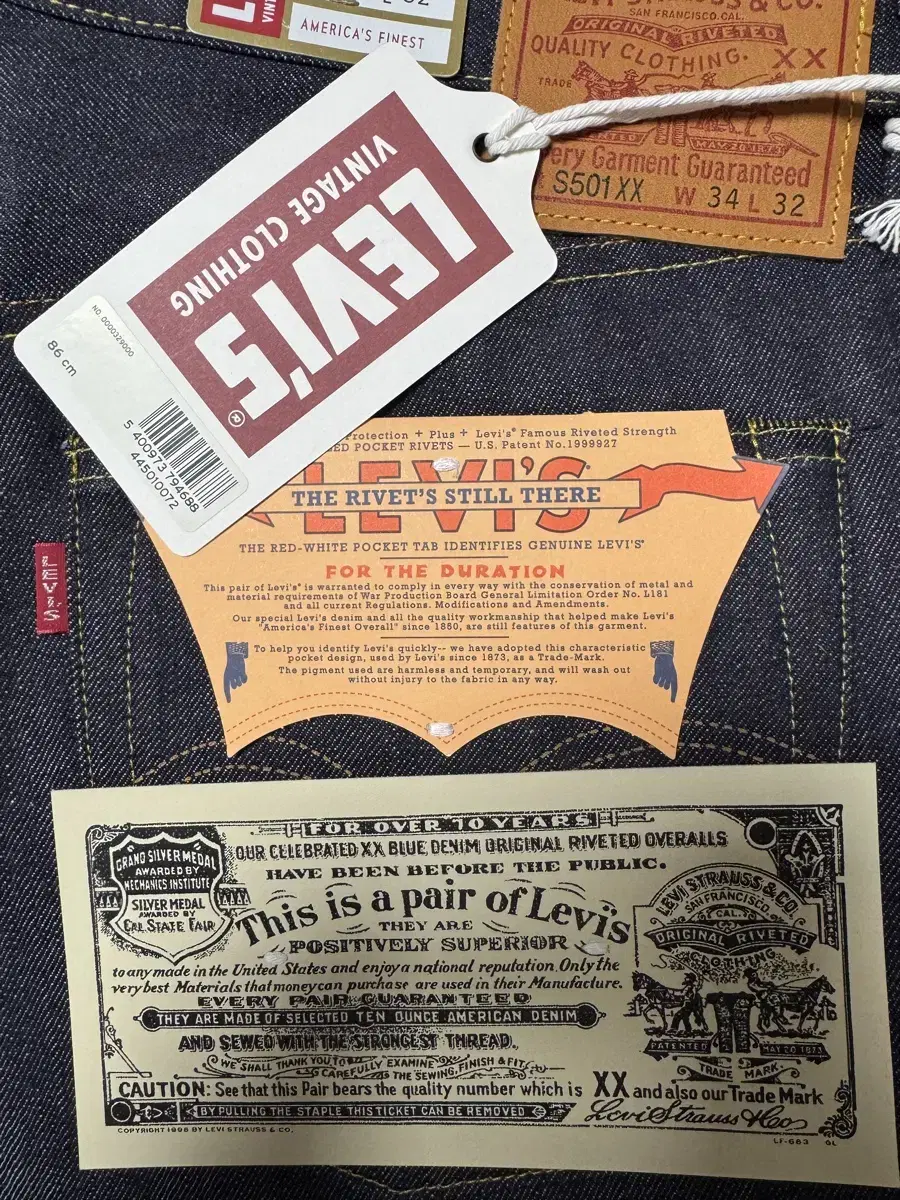 AMERICA'S FINEST
SAN FRANCISCO, CAL.
ORIGINAL RIVETED
QUALITY CLOTHING. XX
TRADE
MAY 20 1873
Garment Guaranteed
S501XX W 34 L 32
LEVI'S®
VINTAGE CLOTHING
NO. 0000329000
86 cm
5 400973 794688
445010072
LEVI'S
Protection + Plus + Levi's® Famous Riveted Strength
POCKET RIVETS — U.S. Patent No.1999927
LEVI'S
THE RIVET'S STILL THERE
THE RED-WHITE POCKET TAB IDENTIFIES GENUINE LEVI'S®
FOR THE DURATION
This pair of Levi's® is warranted to comply in every way with the conservation of metal and
material requirements of War Production Board General Limitation Order No. L181
and all current Regulations. Modifications and Amendments.
Our special Levi's denim and all the quality workmanship that helped make Levi's
"America's Finest Overall" since 1850, are still features of this garment.
To help you identify Levi's quickly-- we have adopted this characteristic
pocket design, used by Levi's since 1873, as a Trade-Mark.
The pigment used are harmless and temporary, and will wash out
without injury to the fabric in any way.
FOR OVER 70 YEARS
OUR CELEBRATED XX BLUE DENIM ORIGINAL RIVETED OVERALLS
HAVE BEEN BEFORE THE PUBLIC.
GRAND SILVER MEDAL
AWARDED BY
MECHANICS INSTITUTE
SILVER MEDAL
AWARDED BY
CAL. STATE FAIR
This is a pair of Levi's
THEY ARE
POSITIVELY SUPERIOR
to any made in the United States and enjoy a national reputation. Only the
very best Materials that money can purchase are used in their Manufacture.
EVERY PAIR GUARANTEED
THEY ARE MADE OF SELECTED TEN OUNCE AMERICAN DENIM
AND SEWED WITH THE STRONGEST THREAD.
WE SHALL THANK YOU TO
CAREFULLY EXAMINE
THE SEWING, FINISH & FIT
LEVI STRAUSS & CO.
SAN FRANCISCO
CAL.
ORIGINAL RIVETED
CLOTHING
PATENTED MAY 20 1873
TRADE MARK
CAUTION: See that this Pair bears the quality number which is XX and also our Trade Mark
BY PULLING THE STAPLE THIS TICKET CAN BE REMOVED
Levi Strauss & Co
COPYRIGHT 1998 BY LEVI STRAUSS & CO.
LF-683 GL